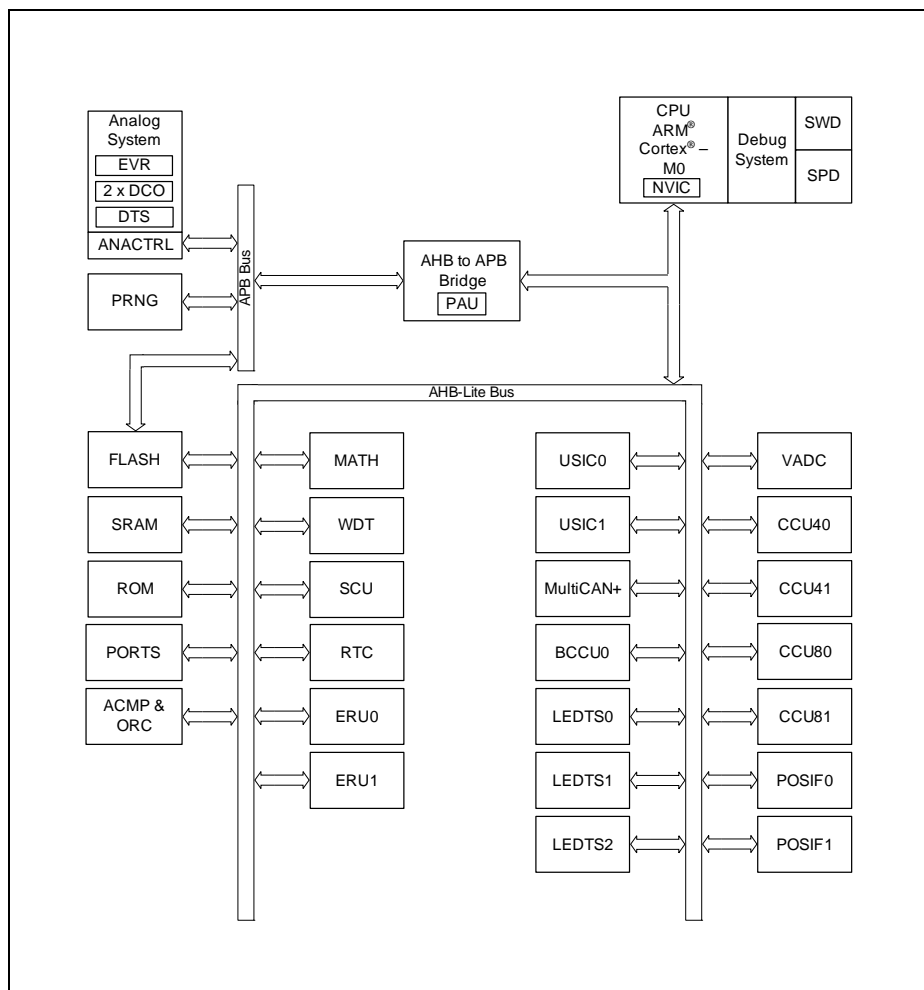 Analog
System
EVR
2 x DCO
DTS
ANACTRL
PRNG
APB Bus
AHB to APB
Bridge
PAU
CPU
ARM®
Cortex® –
M0
NVIC
Debug
System
SWD
SPD
AHB-Lite Bus
FLASH
SRAM
ROM
PORTS
ACMP &
ORC
MATH
WDT
SCU
RTC
ERU0
ERU1
USIC0
USIC1
MultiCAN+
BCCU0
LEDTS0
LEDTS1
LEDTS2
VADC
CCU40
CCU41
CCU80
CCU81
POSIF0
POSIF1